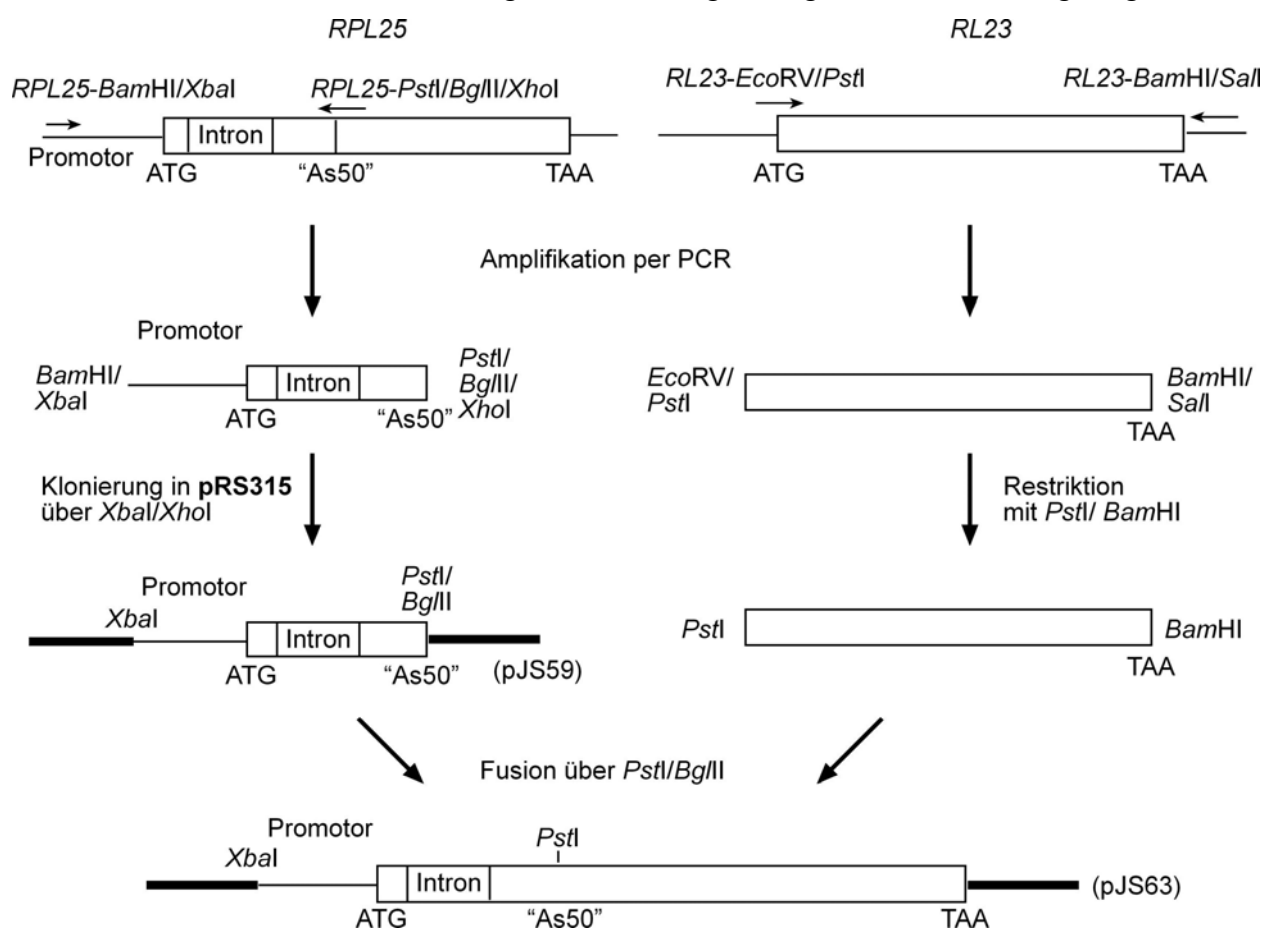 RPL25
RL23
RPL25-BamHI/XbaI
RPL25-PstI/BglII/XhoI
RL23-EcoRV/PstI
RL23-BamHI/SalI
Intron
Promotor
ATG
"As50"
TAA
ATG
TAA
Amplifikation per PCR
Promotor
BamHI/
XbaI
Intron
PstI/
BglII/
XhoI
ATG
"As50"
EcoRV/
PstI
BamHI/
SalI
TAA
Klonierung in pRS315
über XbaI/XhoI
Restriktion
mit PstI/ BamHI
Promotor
XbaI
PstI/
BglII
Intron
ATG
"As50"
(pJS59)
PstI
BamHI
TAA
Fusion über PstI/BglII
Promotor
XbaI
PstI
Intron
(pJS63)
ATG
"As50"
TAA